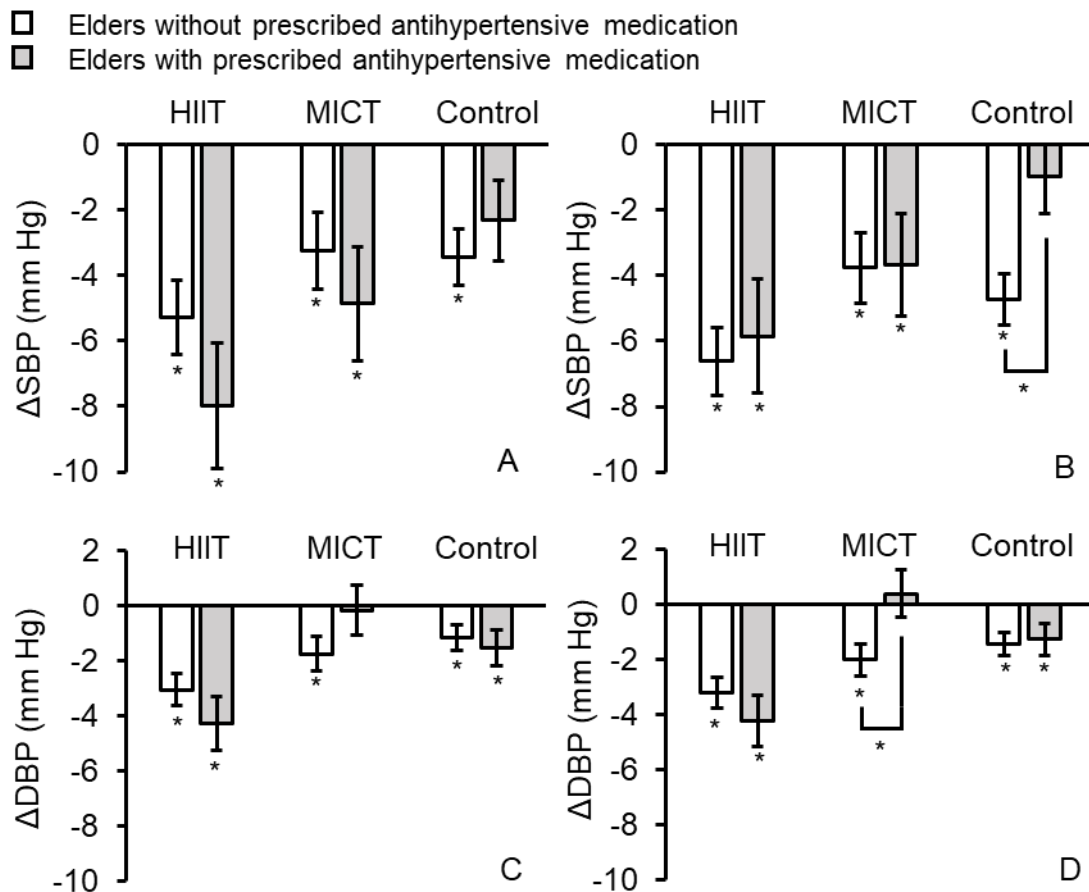 Elders without prescribed antihypertensive medication
Elders with prescribed antihypertensive medication
HIIT MICT Control
0
-2
-4
-6
-8
-10
ΔSBP (mm Hg)
* * * * *
A
HIIT MICT Control
0
-2
-4
-6
-8
-10
ΔSBP (mm Hg)
* * * * * *
B
HIIT MICT Control
2
0
-2
-4
-6
-8
-10
ΔDBP (mm Hg)
* * * * *
C
HIIT MICT Control
2
0
-2
-4
-6
-8
-10
ΔDBP (mm Hg)
* * * * * *
D